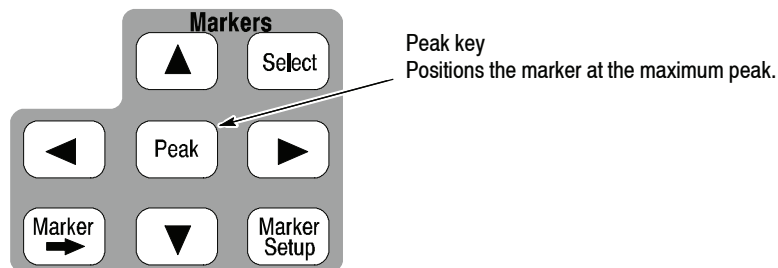 Markers
Select
Peak key
Positions the marker at the maximum peak.
Peak
Marker
Marker
Setup